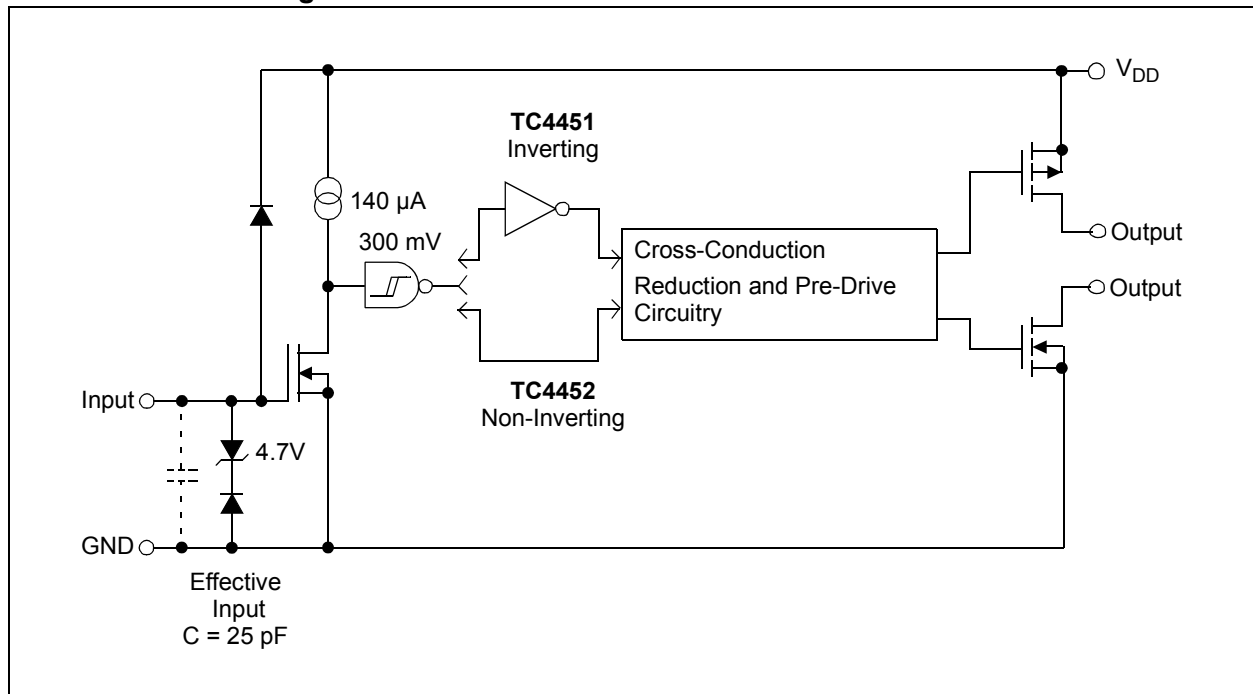 V_DD
TC4451
Inverting
140 µA
300 mV
Cross-Conduction
Reduction and Pre-Drive
Circuitry
Output
Output
TC4452
Non-Inverting
Input
4.7V
GND
Effective
Input
C = 25 pF